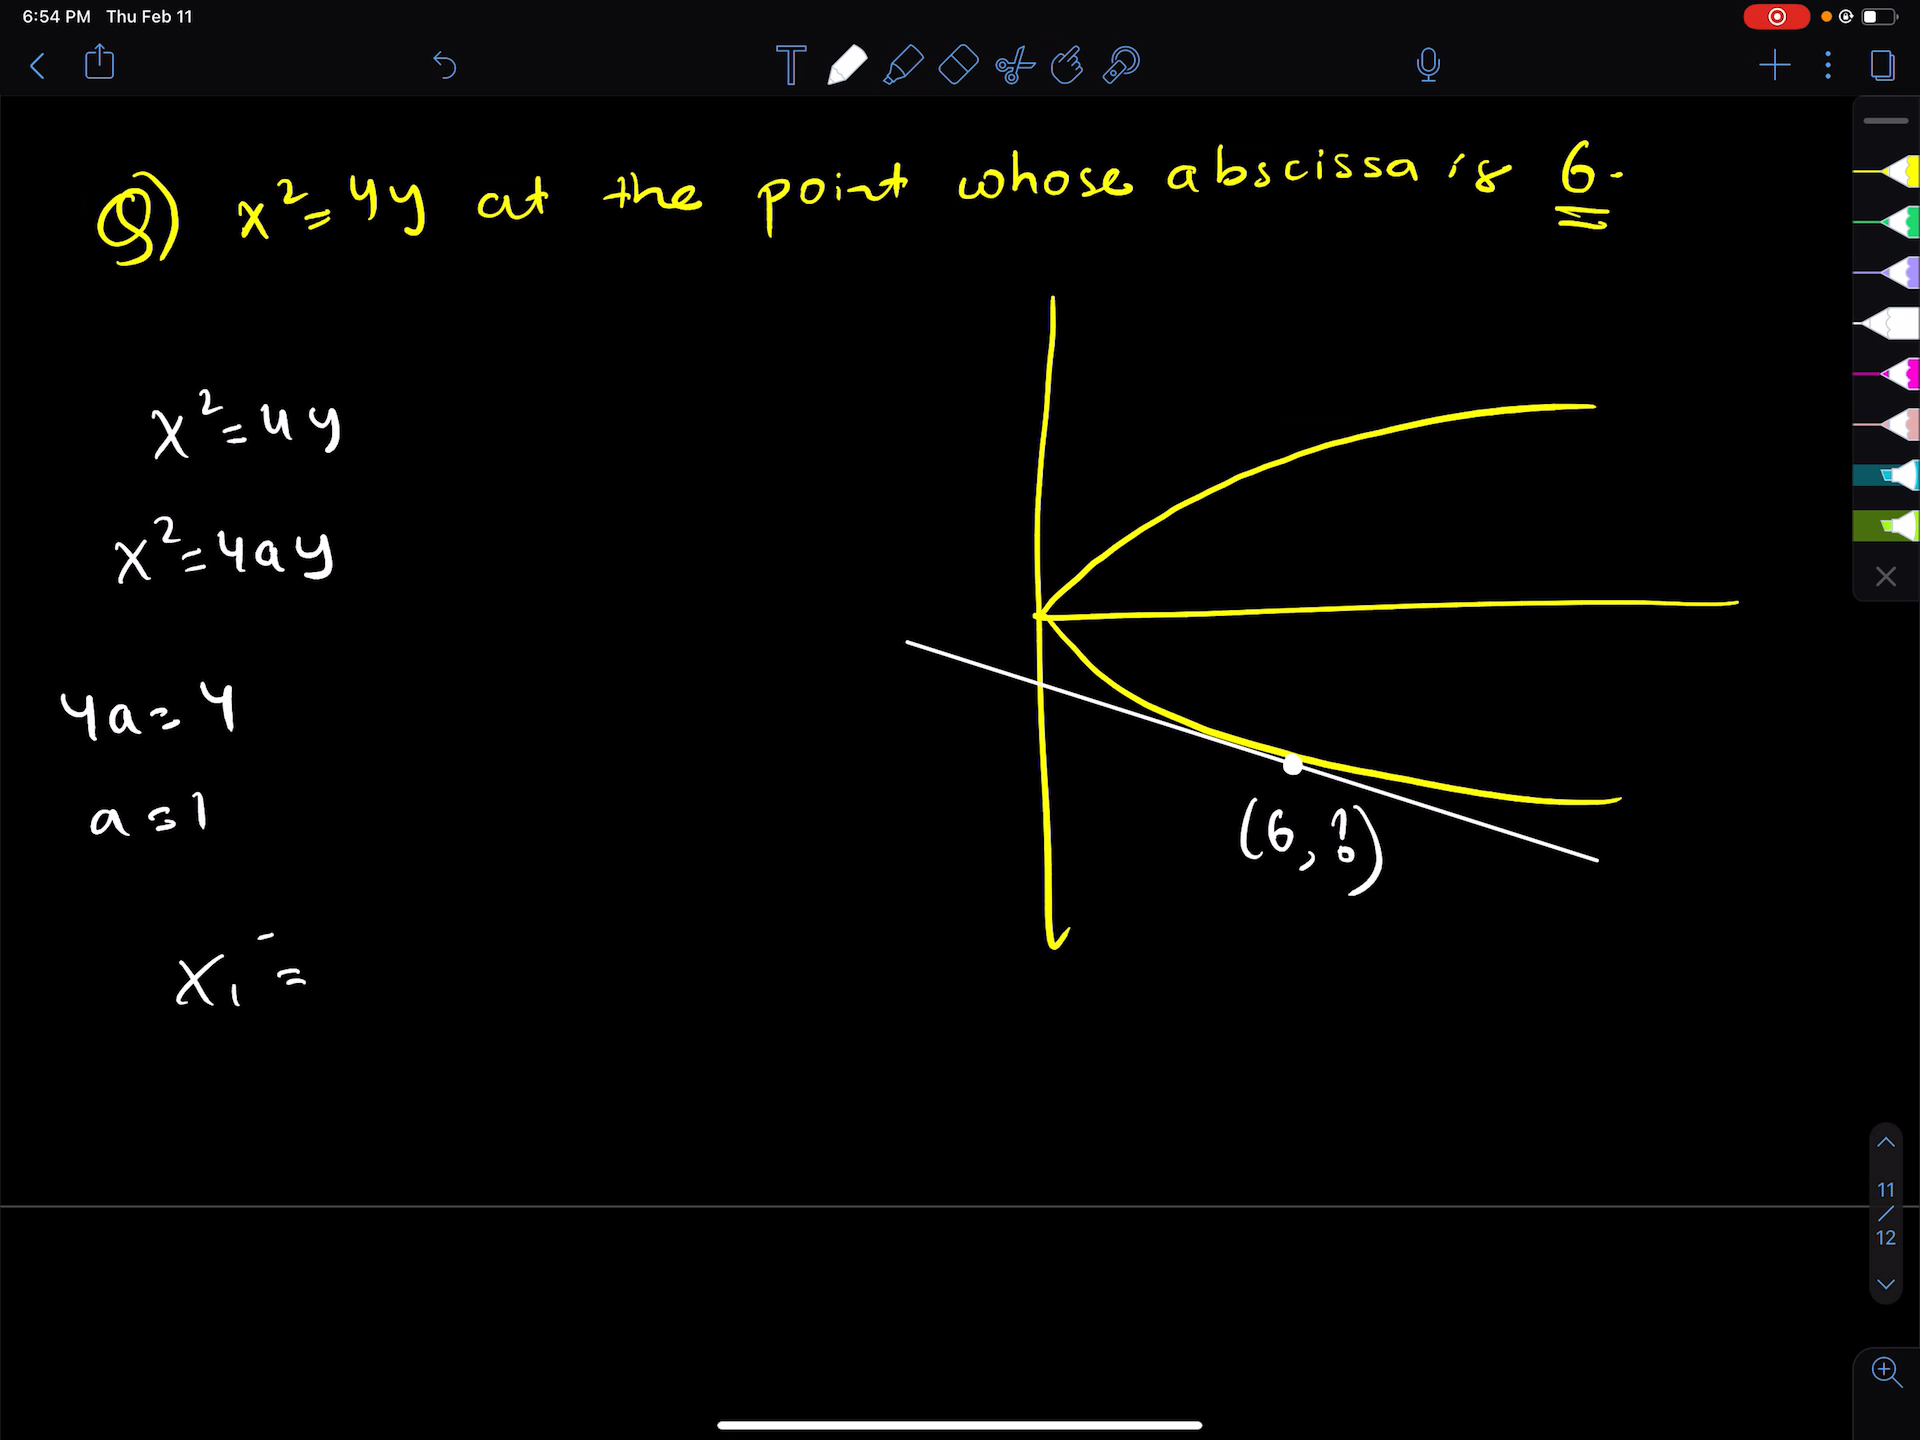 6:54 PM Thu Feb 11
T
Q) x²=4y at the point whose abscissa is 6.
x²=4y
x²=4ay
4a=4
a=1
(6, ?)
x₁ =
11
/
12